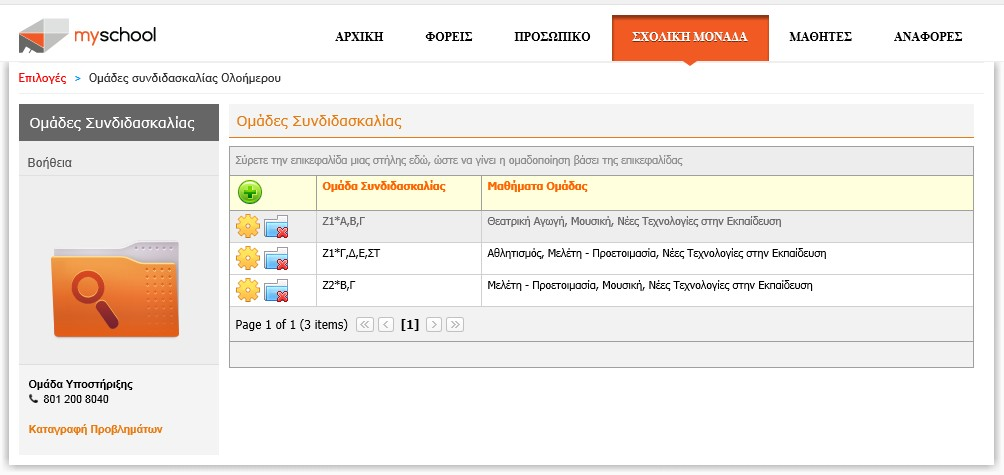 myschool
ΑΡΧΙΚΗ ΦΟΡΕΙΣ ΠΡΟΣΩΠΙΚΟ ΣΧΟΛΙΚΗ ΜΟΝΑΔΑ ΜΑΘΗΤΕΣ ΑΝΑΦΟΡΕΣ
Επιλογές > Ομάδες συνδιδασκαλίας Ολοήμερου
Ομάδες Συνδιδασκαλίας
Βοήθεια
Ομάδα Υποστήριξης
801 200 8040
Καταγραφή Προβλημάτων
Ομάδες Συνδιδασκαλίας
Σύρετε την επικεφαλίδα μιας στήλης εδώ, ώστε να γίνει η ομαδοποίηση βάσει της επικεφαλίδας
Ομάδα Συνδιδασκαλίας Μαθήματα Ομάδας
Ζ1*Α,Β,Γ Θεατρική Αγωγή, Μουσική, Νέες Τεχνολογίες στην Εκπαίδευση
Ζ1*Γ,Δ,Ε,ΣΤ Αθλητισμός, Μελέτη - Προετοιμασία, Νέες Τεχνολογίες στην Εκπαίδευση
Ζ2*Β,Γ Μελέτη - Προετοιμασία, Μουσική, Νέες Τεχνολογίες στην Εκπαίδευση
Page 1 of 1 (3 items) [1]